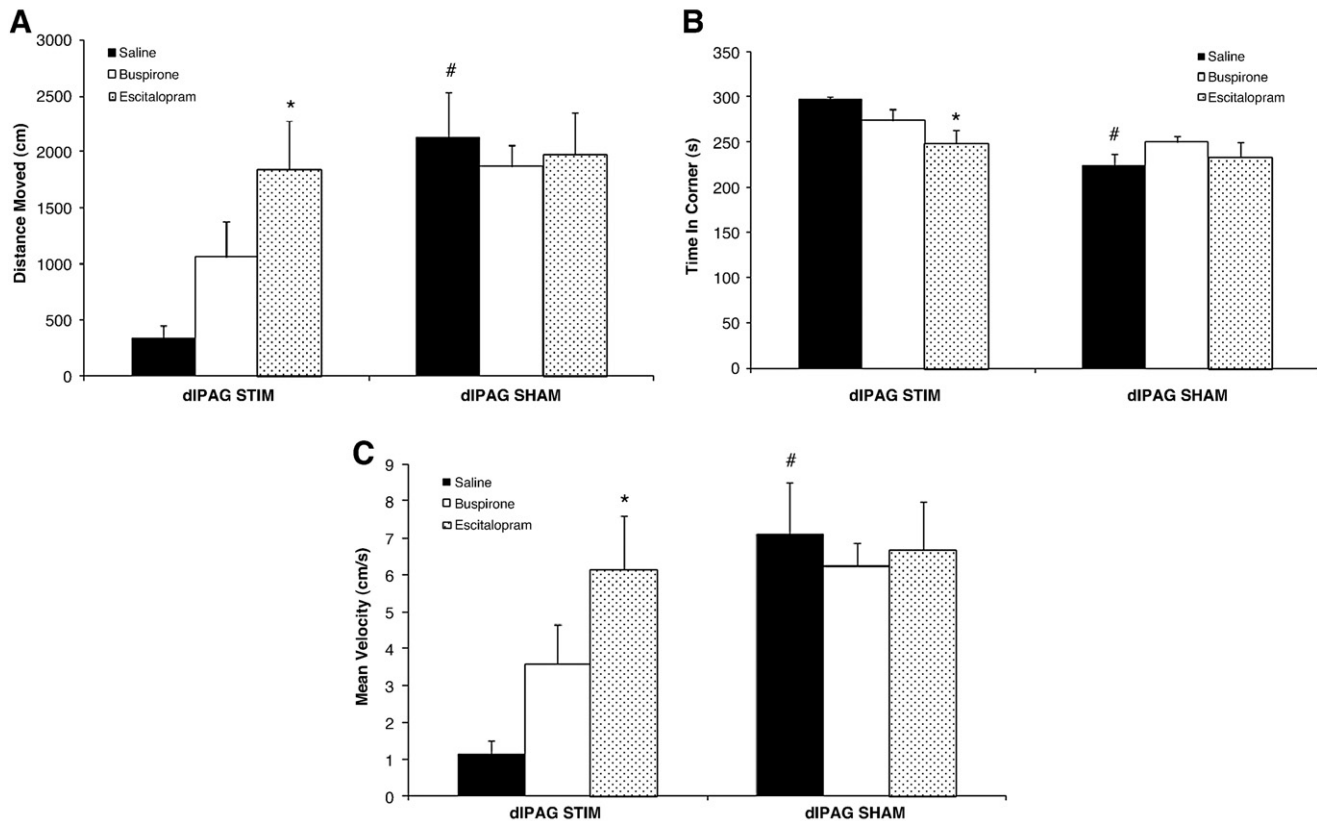 A
3000
2500
2000
1500
1000
500
0
Distance Moved (cm)
Saline
Buspirone
Escitalopram
*
#
dlPAG STIM
dlPAG SHAM
B
350
300
250
200
150
100
50
0
Time In Corner (s)
Saline
Buspirone
Escitalopram
*
#
dlPAG STIM
dlPAG SHAM
C
9
8
7
6
5
4
3
2
1
0
Mean Velocity (cm/s)
Saline
Buspirone
Escitalopram
*
#
dlPAG STIM
dlPAG SHAM